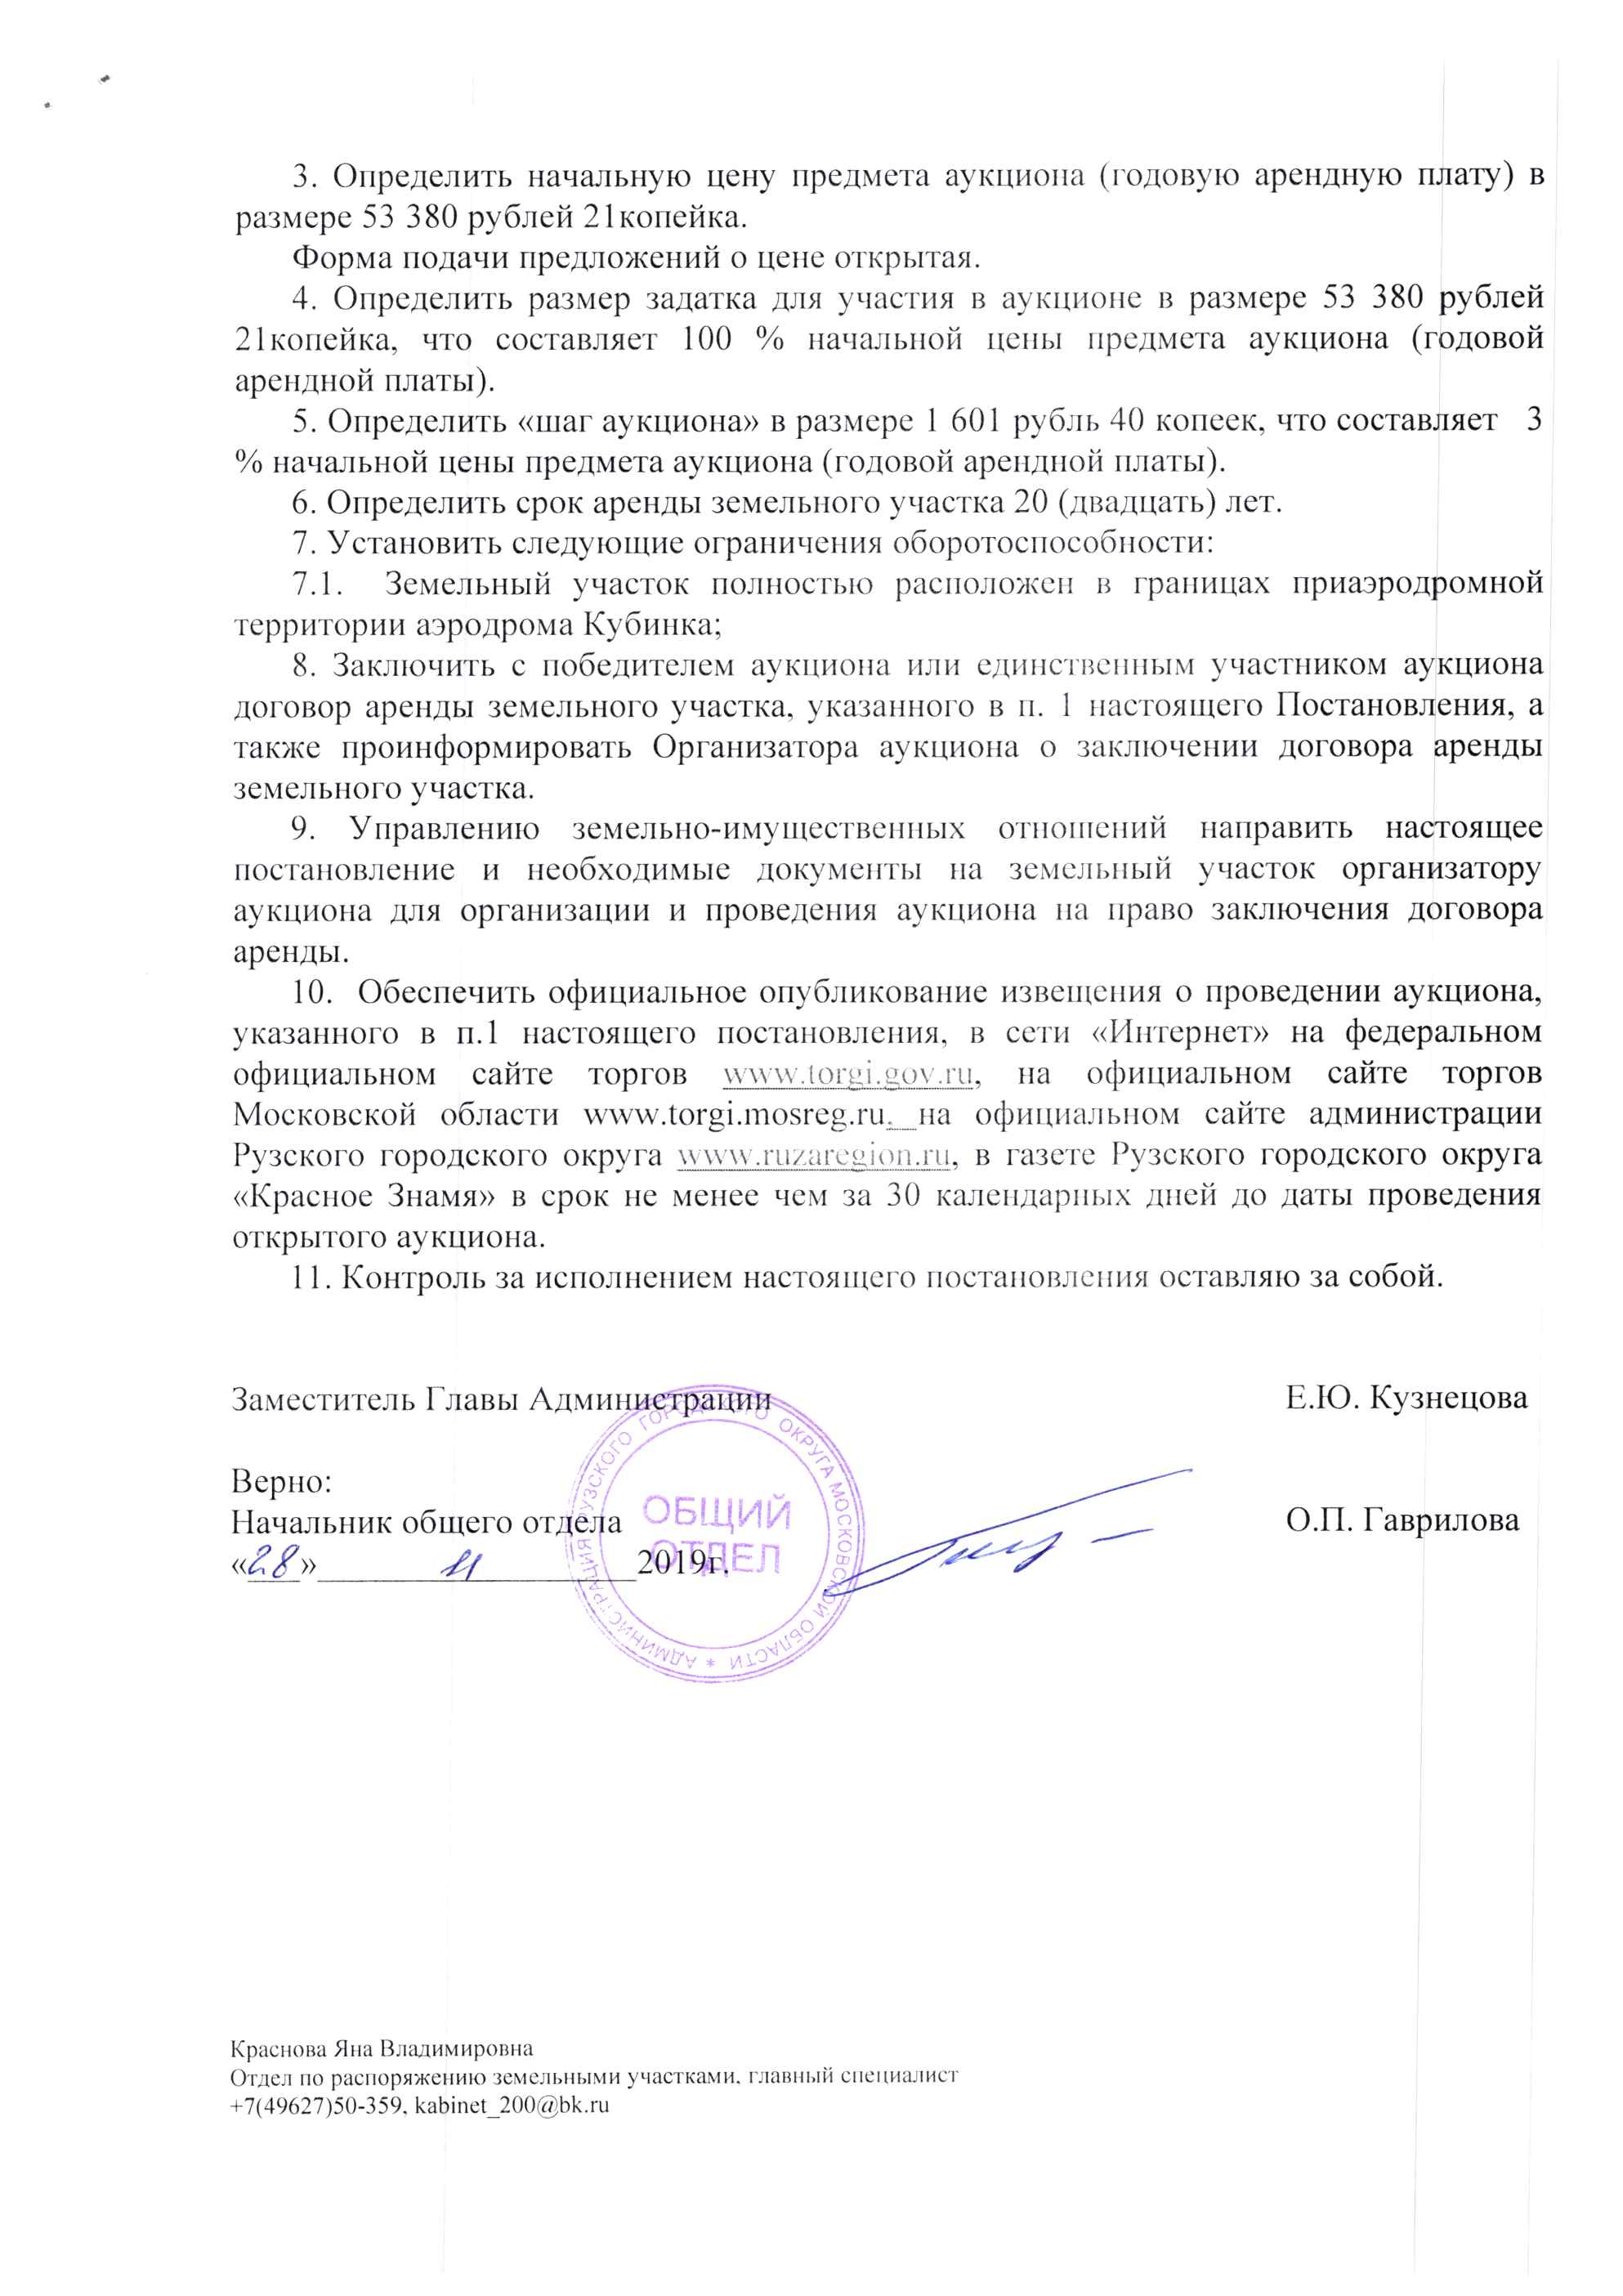 3. Определить начальную цену предмета аукциона (годовую арендную плату) в
размере 53 380 рублей 21копейка.
Форма подачи предложений о цене открытая.
4. Определить размер задатка для участия в аукционе в размере 53 380 рублей
21копейка, что составляет 100 % начальной цены предмета аукциона (годовой
арендной платы).
5. Определить «шаг аукциона» в размере 1 601 рубль 40 копеек, что составляет 3
% начальной цены предмета аукциона (годовой арендной платы).
6. Определить срок аренды земельного участка 20 (двадцать) лет.
7. Установить следующие ограничения оборотоспособности:
7.1. Земельный участок полностью расположен в границах приаэродромной
территории аэродрома Кубинка;
8. Заключить с победителем аукциона или единственным участником аукциона
договор аренды земельного участка, указанного в п. 1 настоящего Постановления, а
также проинформировать Организатора аукциона о заключении договора аренды
земельного участка.
9. Управлению земельно-имущественных отношений направить настоящее
постановление и необходимые документы на земельный участок организатору
аукциона для организации и проведения аукциона на право заключения договора
аренды.
10. Обеспечить официальное опубликование извещения о проведении аукциона,
указанного в п.1 настоящего постановления, в сети «Интернет» на федеральном
официальном сайте торгов www.torgi.gov.ru, на официальном сайте торгов
Московской области www.torgi.mosreg.ru, на официальном сайте администрации
Рузского городского округа www.ruzaregion.ru, в газете Рузского городского округа
«Красное Знамя» в срок не менее чем за 30 календарных дней до даты проведения
открытого аукциона.
11. Контроль за исполнением настоящего постановления оставляю за собой.
Заместитель Главы Администрации Е.Ю. Кузнецова
Верно:
Начальник общего отдела О.П. Гаврилова
«28» 11 2019г.
АДМИНИСТРАЦИЯ РУЗСКОГО ГОРОДСКОГО ОКРУГА МОСКОВСКОЙ ОБЛАСТИ *
ОБЩИЙ
ОТДЕЛ
Краснова Яна Владимировна
Отдел по распоряжению земельными участками, главный специалист
+7(49627)50-359, kabinet_200@bk.ru